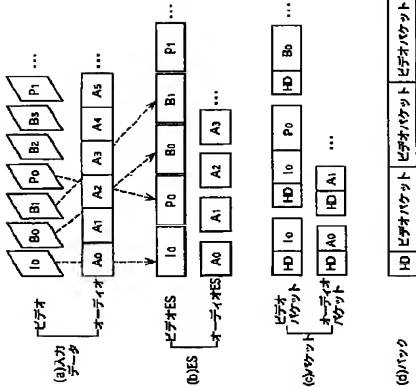 (a)入力
データ
ビデオ
I0 B0 B1 P0 B2 B3 P1 ...
オーディオ
A0 A1 A2 A3 A4 A5 ...
(b)ES
ビデオES
I0 P0 B0 B1 P1 ...
オーディオES
A0 A1 A2 A3 ...
(c)パケット
ビデオ
パケット
HD I0 HD I0 P0 HD B0 ...
オーディオ
パケット
HD A0 HD A1 ...
(d)パック
HD ビデオパケット ビデオパケット ビデオパケット